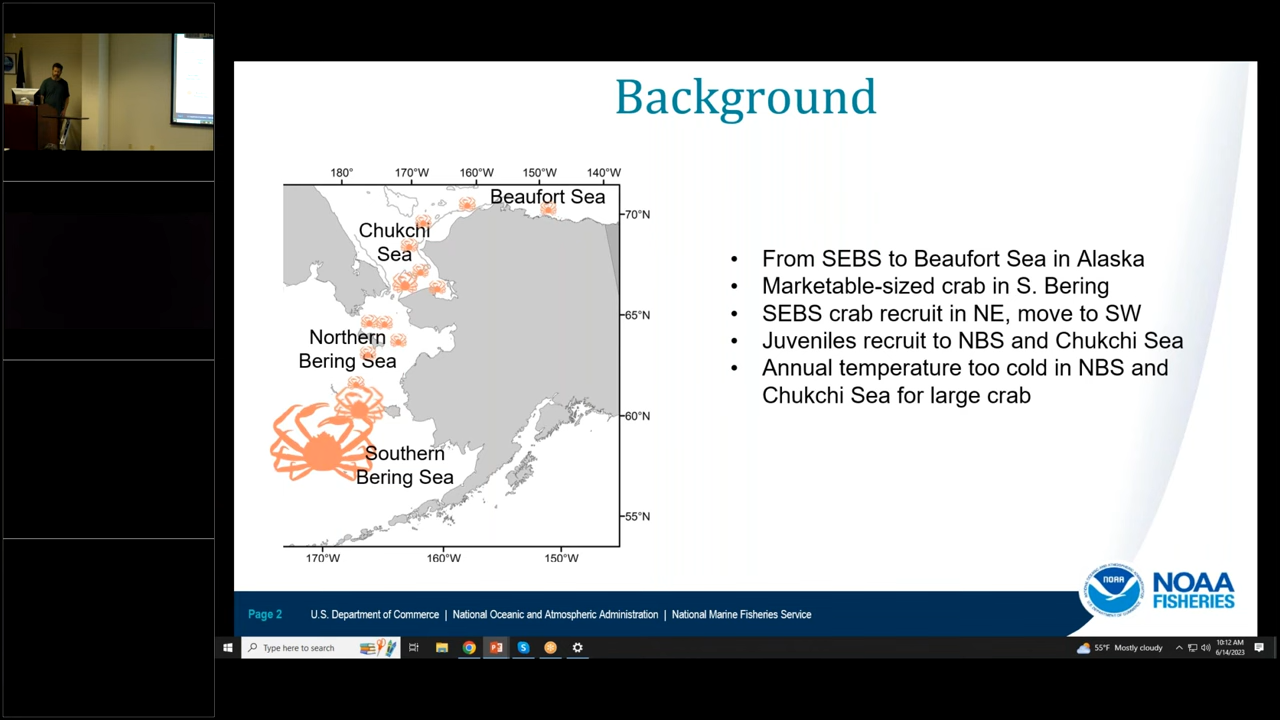 Background
180° 170°W 160°W 150°W 140°W
Beaufort Sea
70°N
Chukchi
Sea
65°N
Northern
Bering Sea
60°N
Southern
Bering Sea
55°N
170°W 160°W 150°W
• From SEBS to Beaufort Sea in Alaska
• Marketable-sized crab in S. Bering
• SEBS crab recruit in NE, move to SW
• Juveniles recruit to NBS and Chukchi Sea
• Annual temperature too cold in NBS and
Chukchi Sea for large crab
NOAA
NOAA
FISHERIES
Page 2 U.S. Department of Commerce | National Oceanic and Atmospheric Administration | National Marine Fisheries Service
Type here to search
55°F Mostly cloudy
10:12 AM
6/14/2023